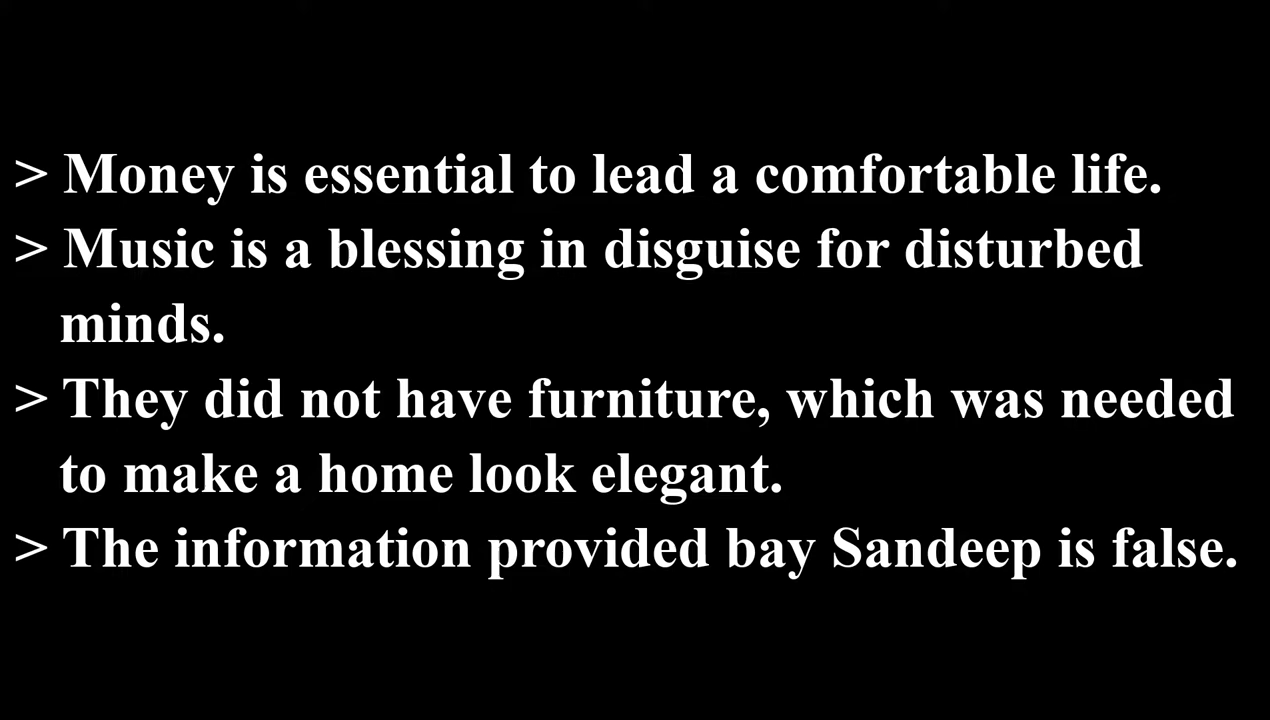 > Money is essential to lead a comfortable life.
> Music is a blessing in disguise for disturbed
minds.
> They did not have furniture, which was needed
to make a home look elegant.
> The information provided bay Sandeep is false.